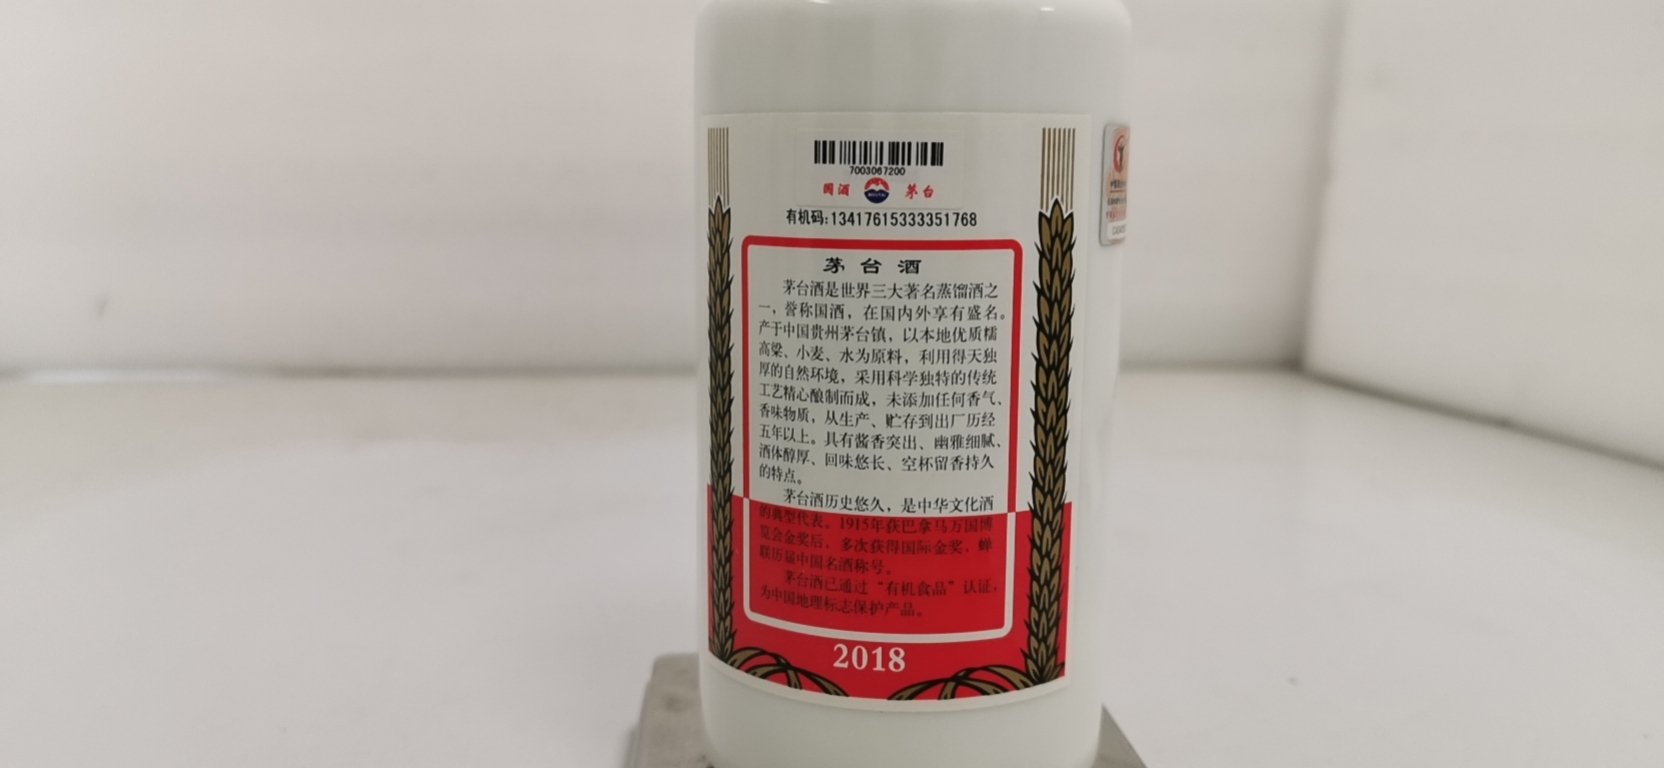 7003067200
国酒 茅台
有机码:13417615333351768
茅台酒
茅台酒是世界三大著名蒸馏酒之
一，誉称国酒，在国内外享有盛名。
产于中国贵州茅台镇，以本地优质糯
高粱、小麦、水为原料，利用得天独
厚的自然环境，采用科学独特的传统
工艺精心酿制而成，未添加任何香气、
香味物质，从生产、贮存到出厂历经
五年以上。具有酱香突出、幽雅细腻、
酒体醇厚、回味悠长、空杯留香持久
的特点。
茅台酒历史悠久，是中华文化酒
的典型代表。1915年获巴拿马万国博
览会金奖后，多次获得国际金奖，蝉
联历届中国名酒称号。
茅台酒已通过“有机食品”认证，
为中国地理标志保护产品。
2018